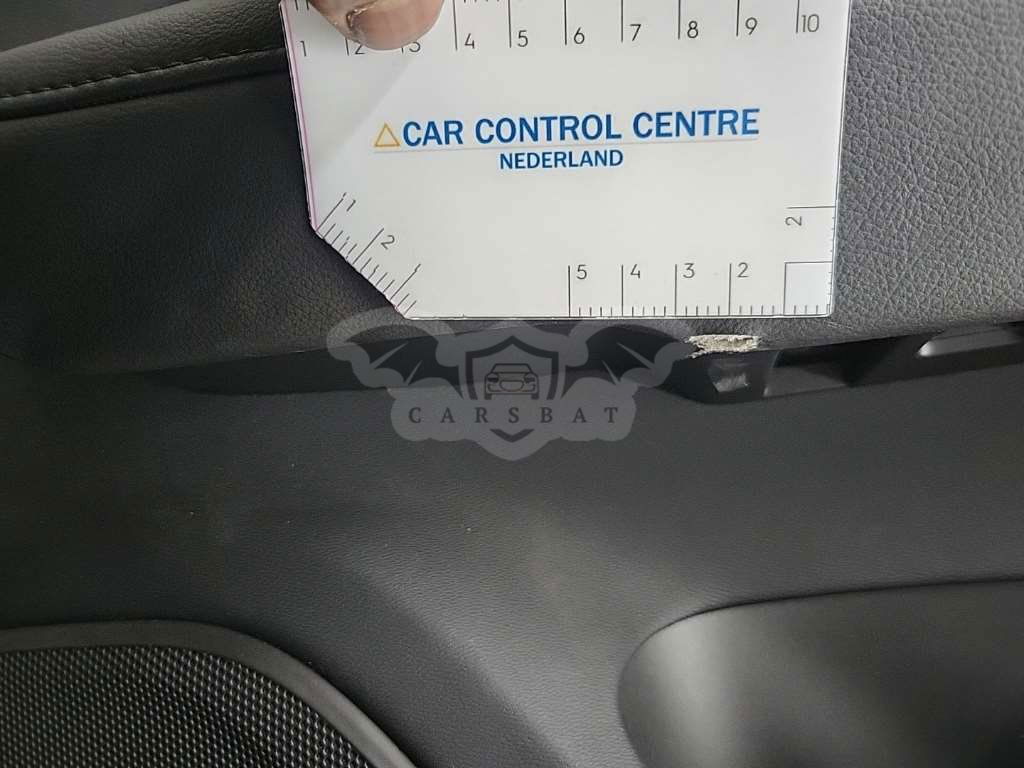 1 2 3 4 5 6 7 8 9 10
CAR CONTROL CENTRE
NEDERLAND
1
2
2
5 4 3 2
CARSBAT